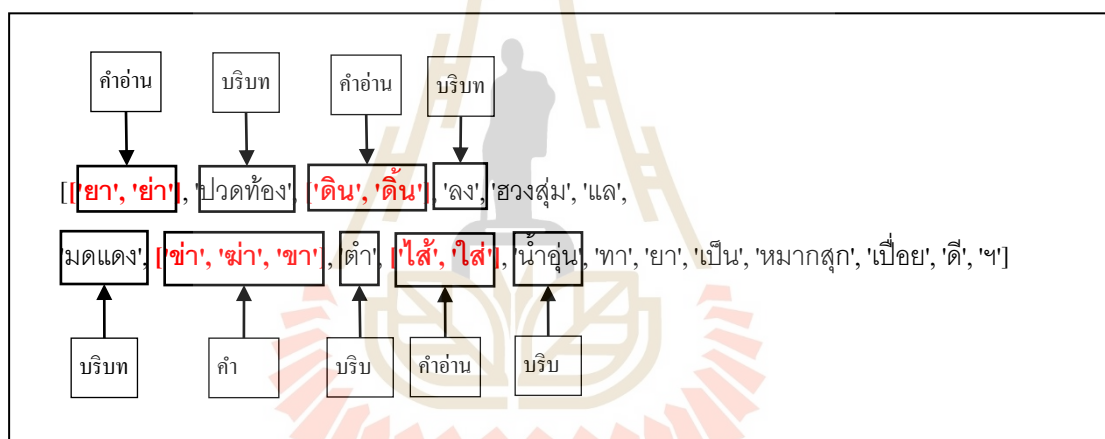 คำอ่าน บริบท คำอ่าน บริบท
[['ยา', 'ย่า'], 'ปวดท้อง', ['ดิน', 'ดิ้น'], 'ลง', 'ฮวงสุ่ม', 'แล',
'มดแดง', ['ข่า', 'ฆ่า', 'ขา'], 'ตำ', ['ไส้', 'ใส่'], 'น้ำอุ่น', 'ทา', 'ยา', 'เป็น', 'หมากสุก', 'เปื่อย', 'ดี', 'ฯ']
บริบท คำ บริบ คำอ่าน บริบ